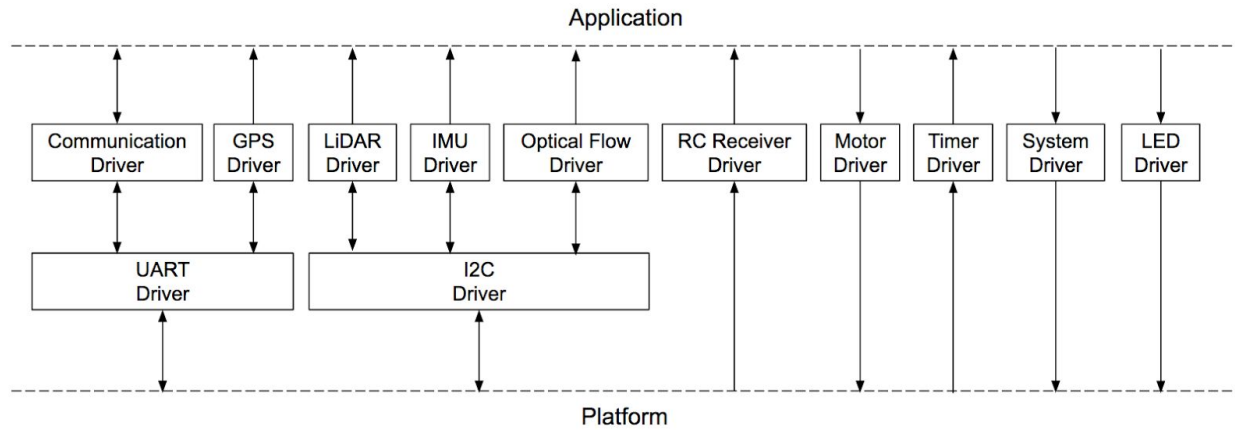 Application
Communication
Driver
GPS
Driver
LiDAR
Driver
IMU
Driver
Optical Flow
Driver
RC Receiver
Driver
Motor
Driver
Timer
Driver
System
Driver
LED
Driver
UART
Driver
I2C
Driver
Platform